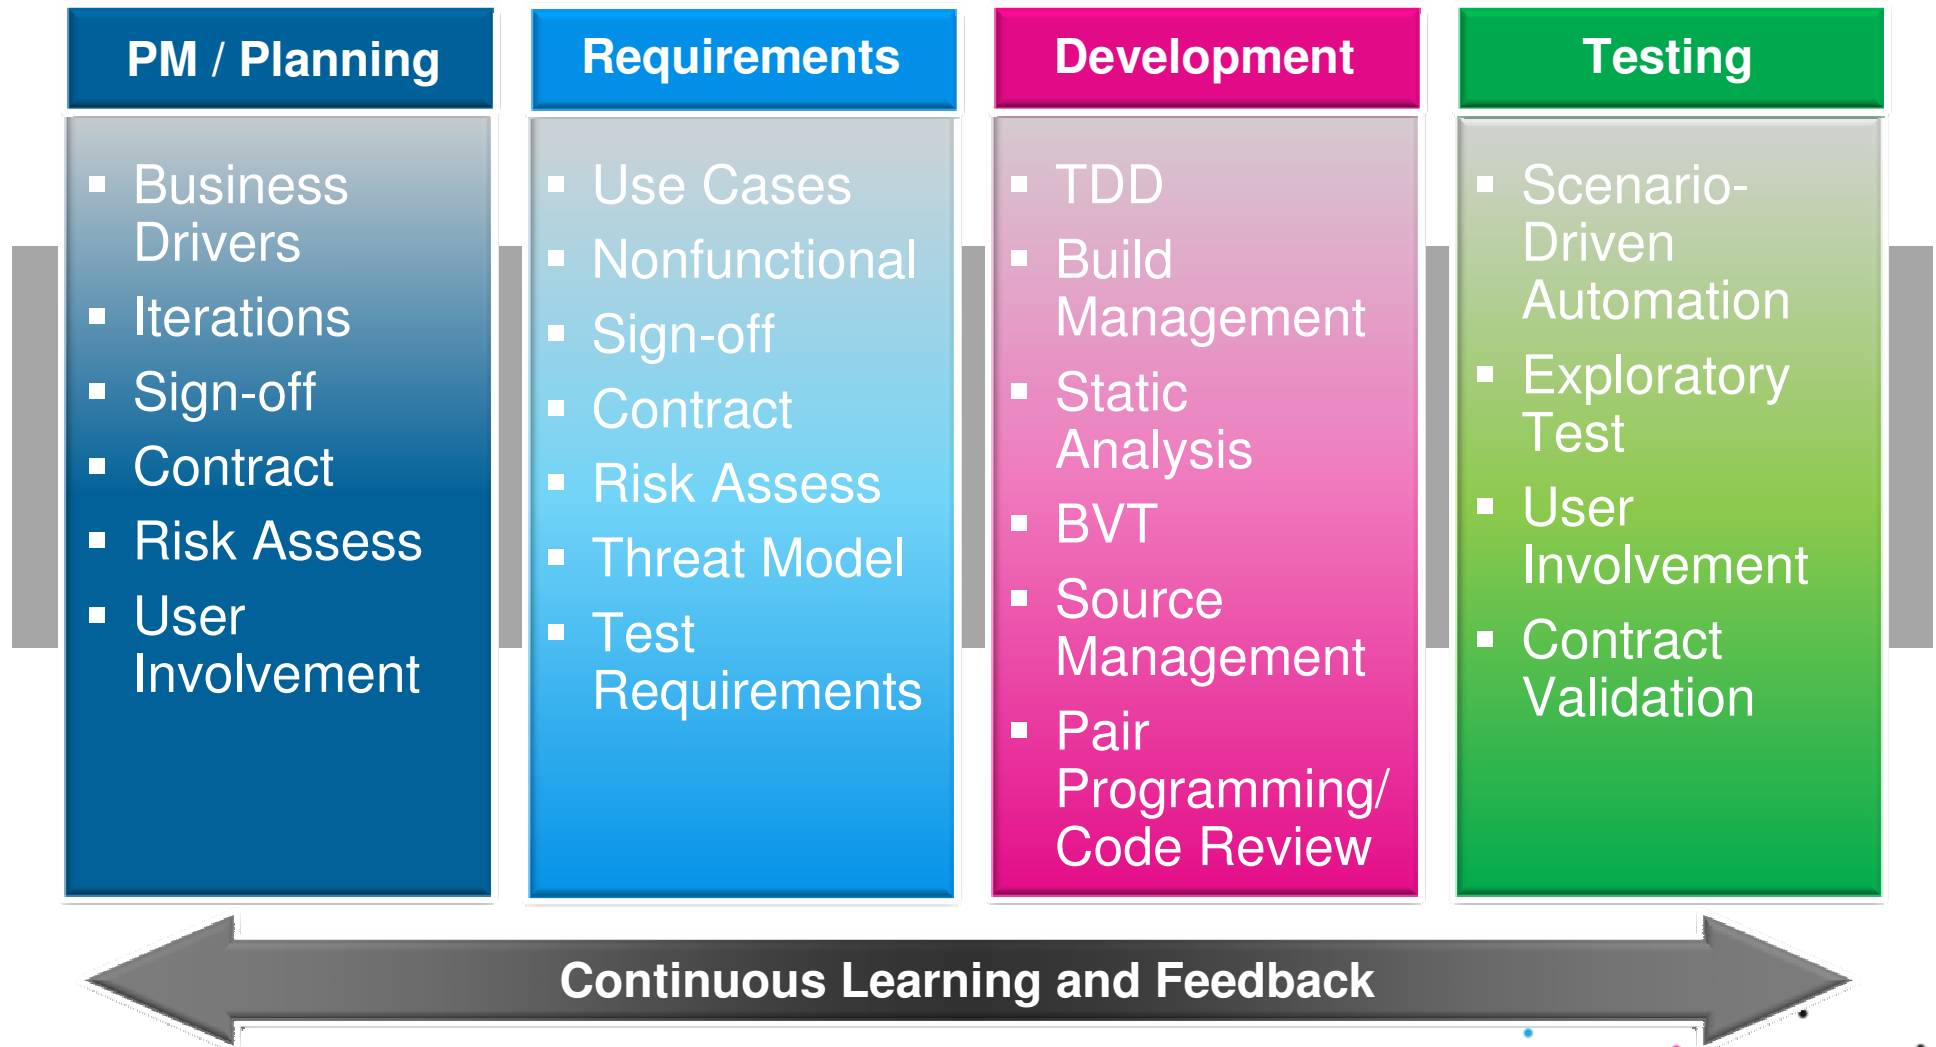 PM / Planning
Business
Drivers
Iterations
Sign-off
Contract
Risk Assess
User
Involvement
Requirements
Use Cases
Nonfunctional
Sign-off
Contract
Risk Assess
Threat Model
Test
Requirements
Development
TDD
Build
Management
Static
Analysis
BVT
Source
Management
Pair
Programming/
Code Review
Testing
Scenario-
Driven
Automation
Exploratory
Test
User
Involvement
Contract
Validation
Continuous Learning and Feedback